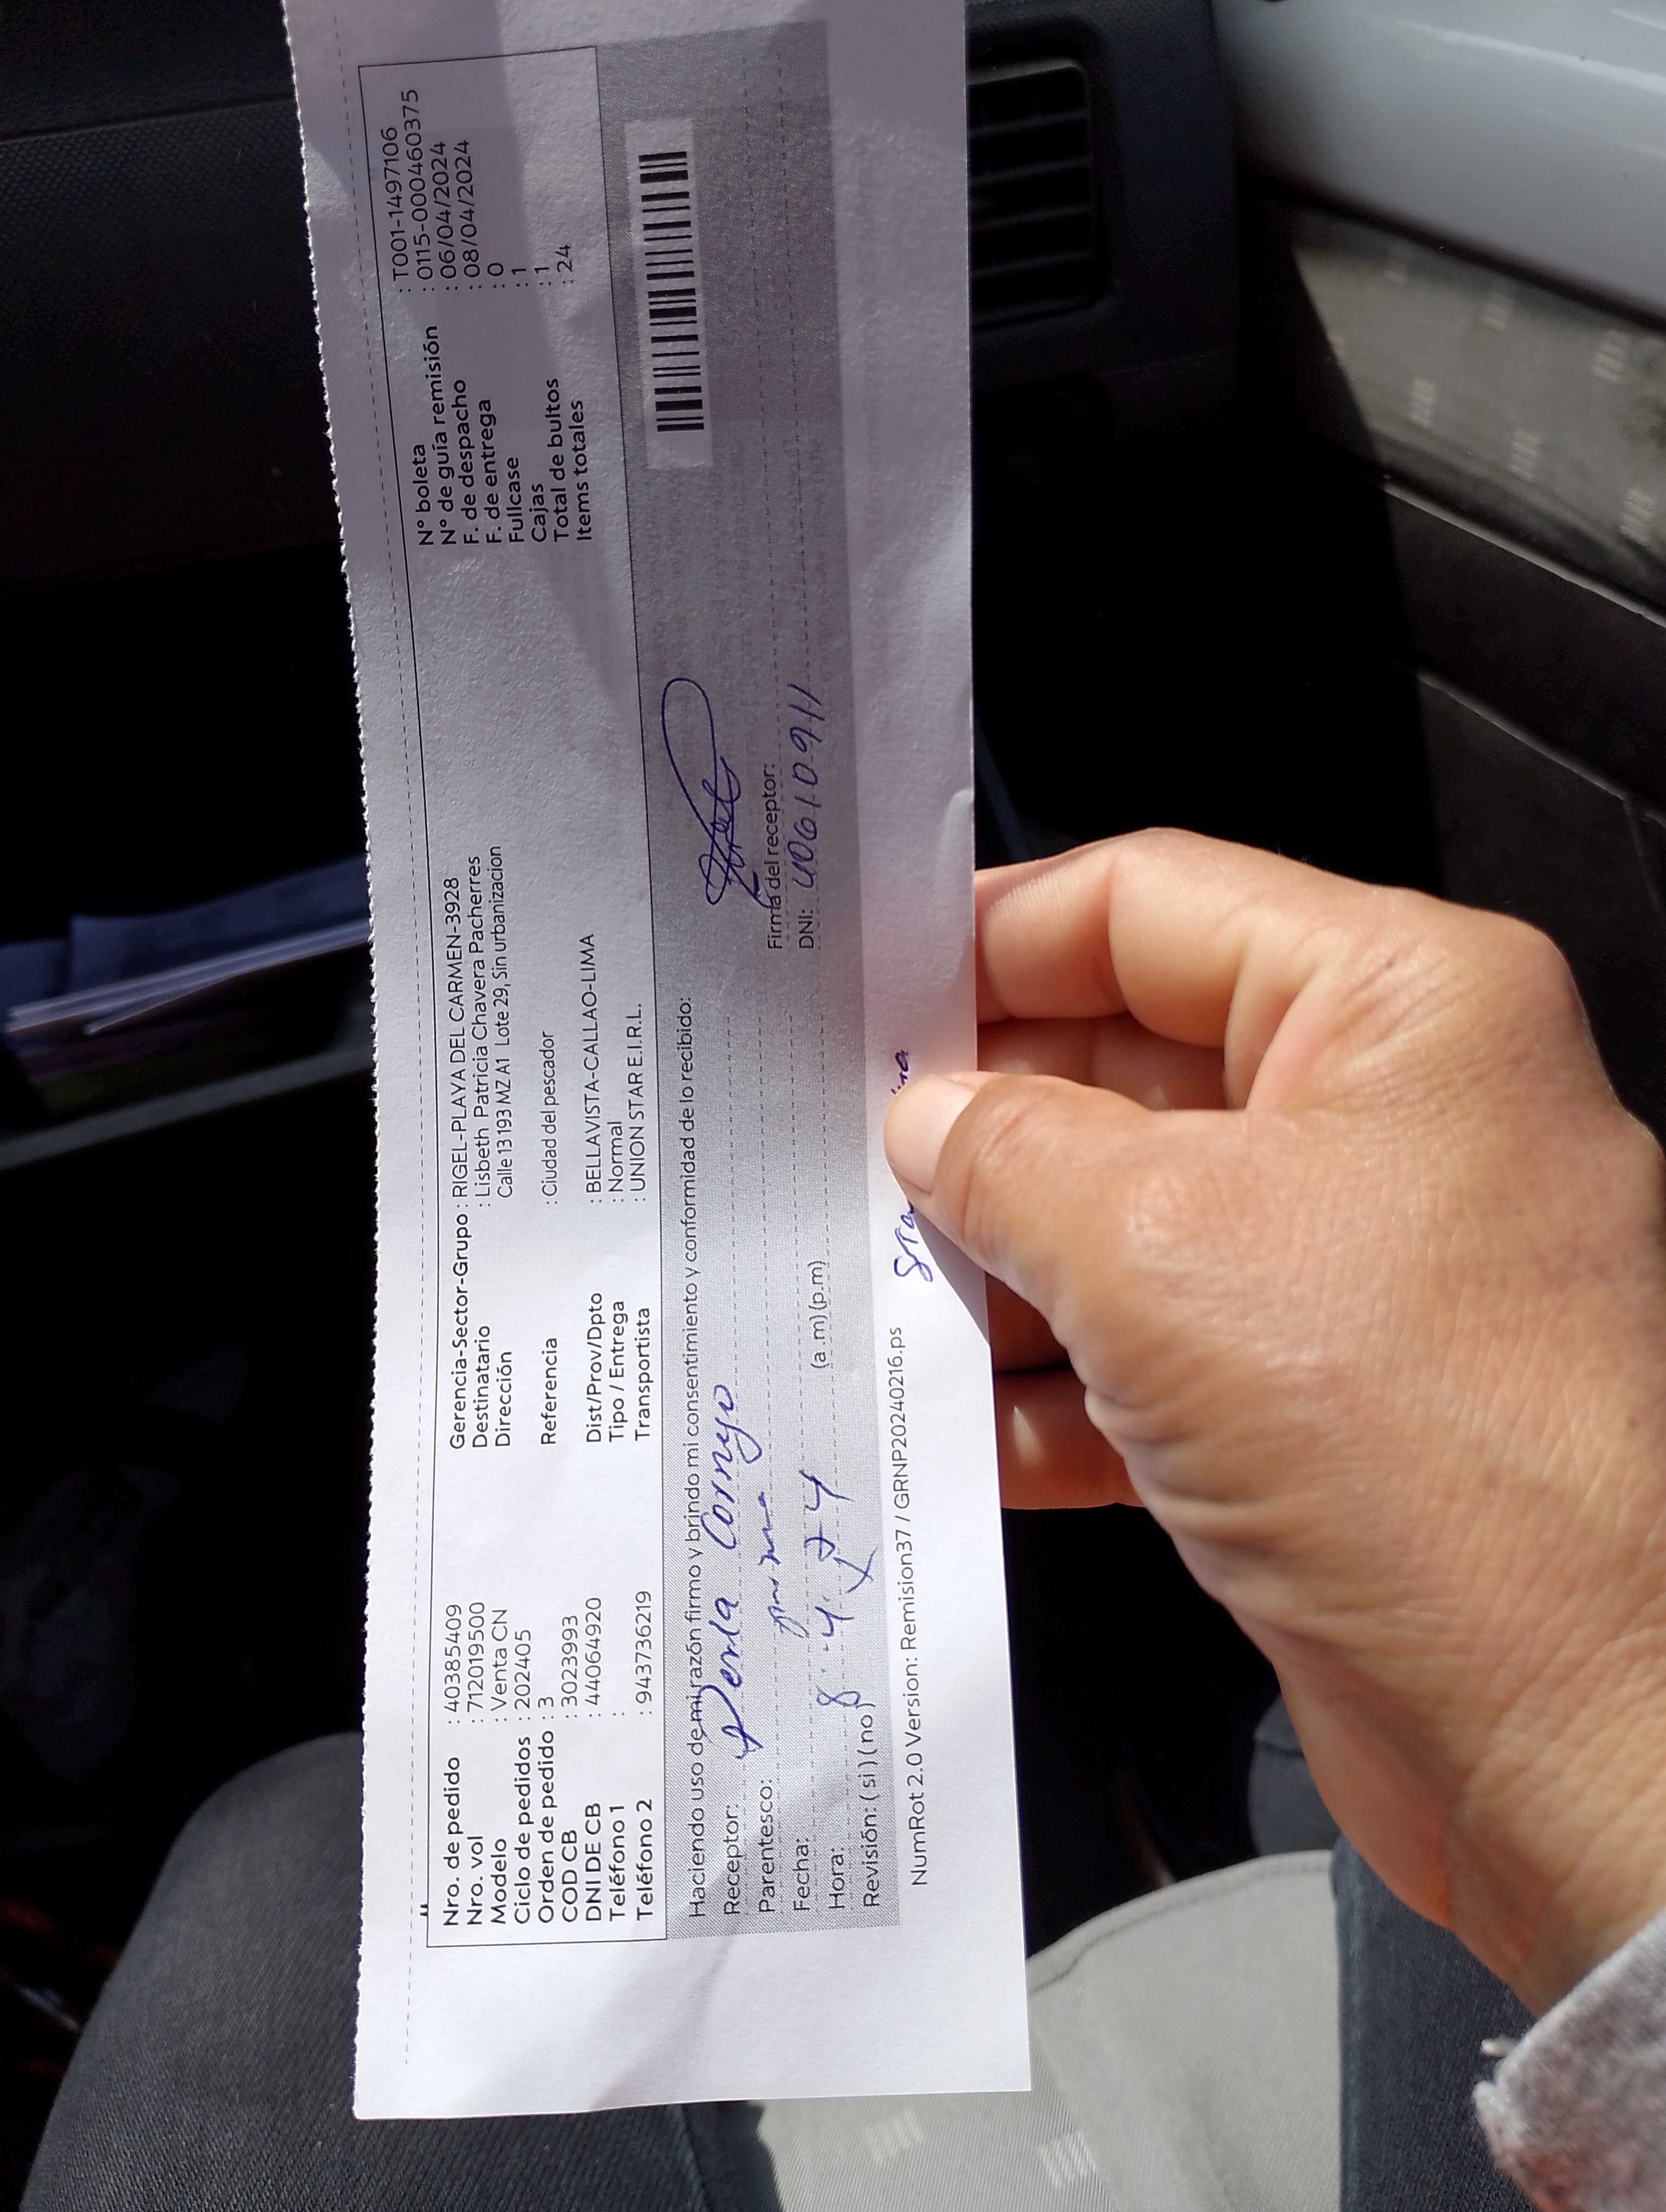 Nro. de pedido : 40385409
Nro. vol : 712019500
Modelo : Venta CN
Ciclo de pedidos : 202405
Orden de pedido : 3
COD CB : 3023993
DNI DE CB : 44064920
Teléfono 1 :
Teléfono 2 : 943736219
Gerencia-Sector-Grupo : RIGEL-PLAYA DEL CARMEN-3928
Destinatario : Lisbeth Patricia Chavera Pacherres
Dirección Calle 13 193 MZ A1 Lote 29, Sin urbanizacion
Referencia : Ciudad del pescador
Dist/Prov/Dpto : BELLAVISTA-CALLAO-LIMA
Tipo / Entrega : Normal
Transportista : UNION STAR E.I.R.L.
N° boleta : T001-1497106
N° de guía remisión : 0115-0000460375
F. de despacho : 06/04/2024
F. de entrega : 08/04/2024
Fullcase : 0
Cajas : 1
Total de bultos : 1
Items totales : 24
Haciendo uso de mi razón firmo y brindo mi consentimiento y conformidad de lo recibido:
Receptor: Perla Cornejo
Parentesco: prima
Firma del receptor:
Fecha: 8. 4. 24
DNI: 40610911
Hora: (a .m) (p.m)
Revisión: ( si ) ( no )
NumRot 2.0 Version: Remision37 / GRNP20240216.ps